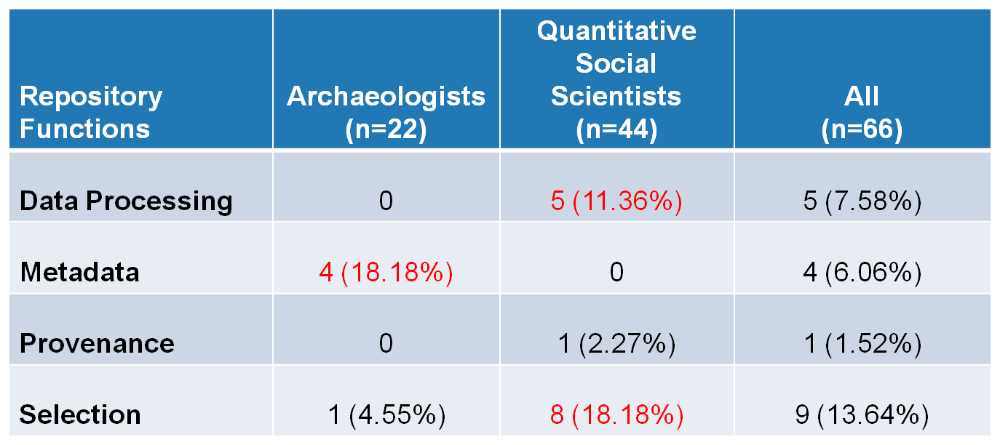 Repository Functions
Archaeologists (n=22)
Quantitative Social Scientists (n=44)
All (n=66)
Data Processing 0 5 (11.36%) 5 (7.58%)
Metadata 4 (18.18%) 0 4 (6.06%)
Provenance 0 1 (2.27%) 1 (1.52%)
Selection 1 (4.55%) 8 (18.18%) 9 (13.64%)